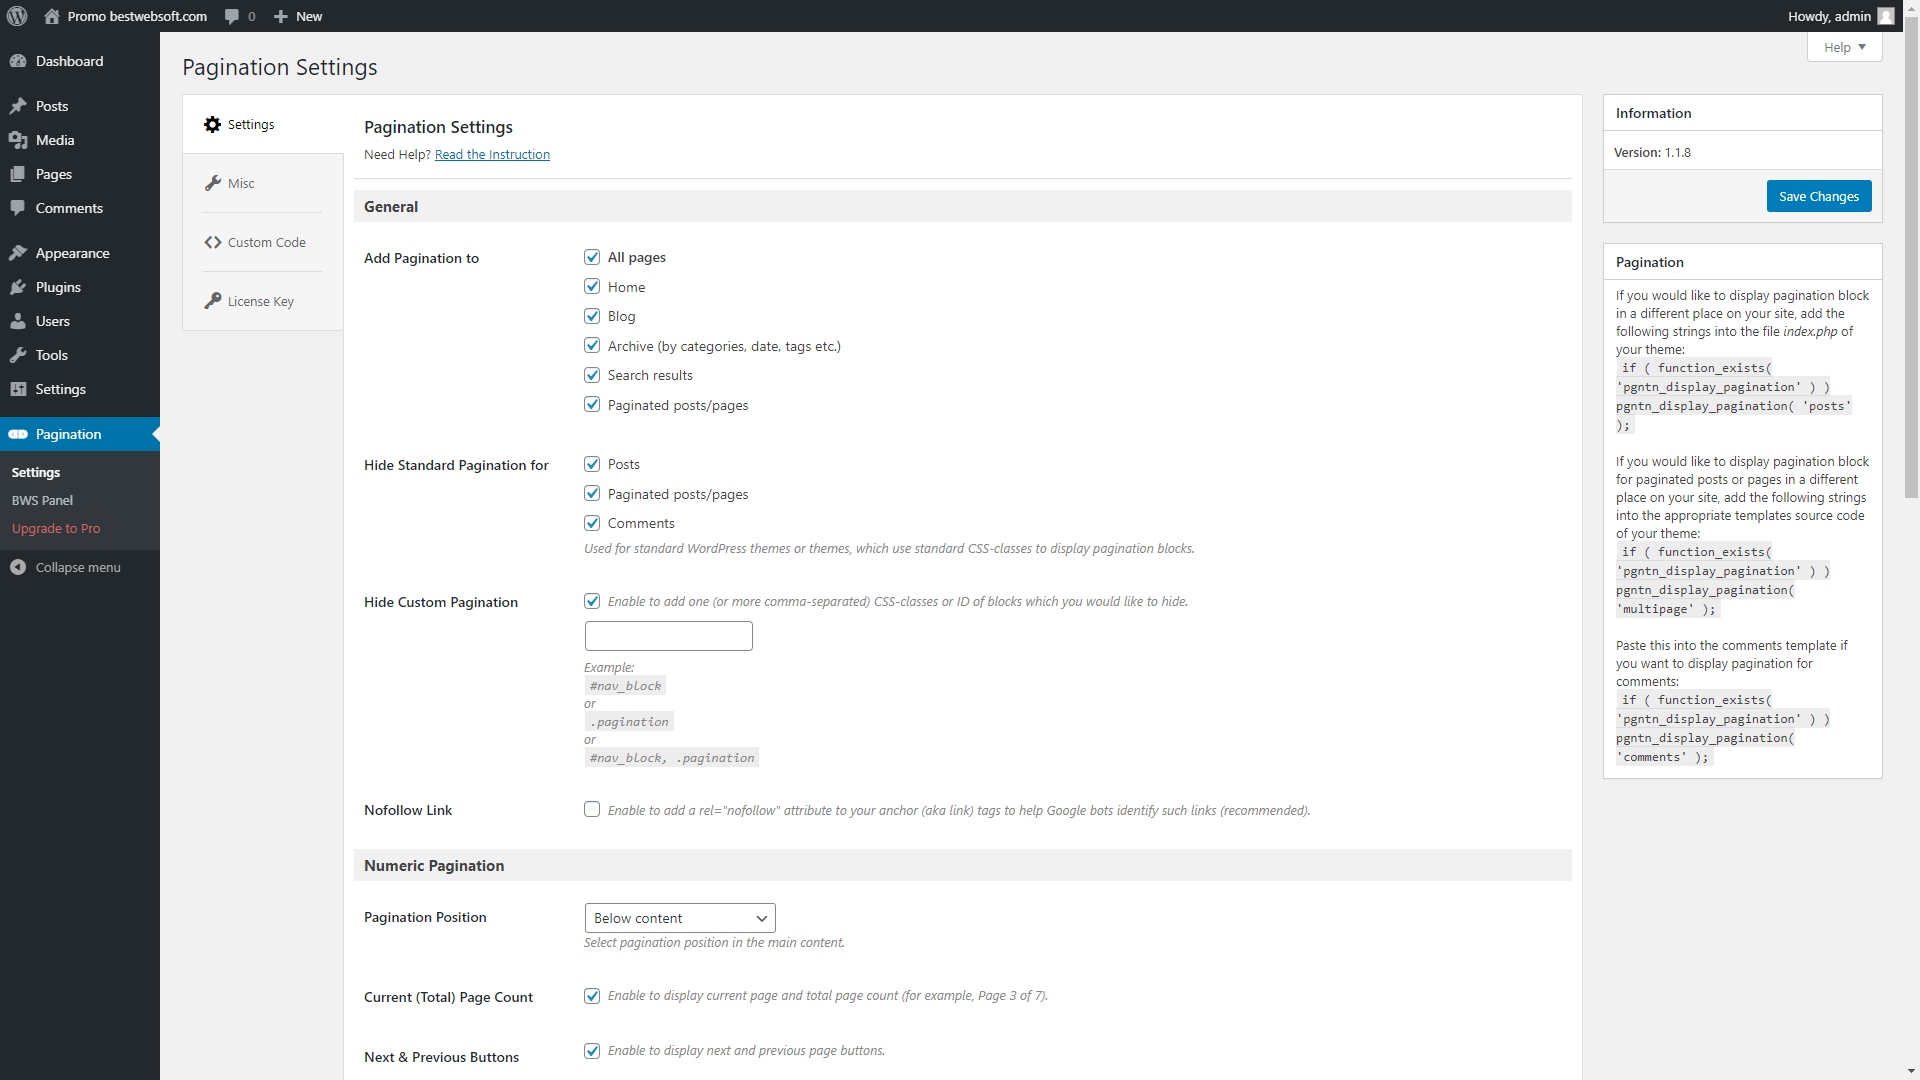 Promo bestwebsoft.com
0
New
Howdy, admin
Help
Dashboard
Posts
Media
Pages
Comments
Appearance
Plugins
Users
Tools
Settings
Pagination
Settings
BWS Panel
Upgrade to Pro
Collapse menu
Pagination Settings
Settings
Misc
Custom Code
License Key
Pagination Settings
Need Help? Read the Instruction
General
Add Pagination to
All pages
Home
Blog
Archive (by categories, date, tags etc.)
Search results
Paginated posts/pages
Hide Standard Pagination for
Posts
Paginated posts/pages
Comments
Used for standard WordPress themes or themes, which use standard CSS-classes to display pagination blocks.
Hide Custom Pagination
Enable to add one (or more comma-separated) CSS-classes or ID of blocks which you would like to hide.
Example:
#nav_block
or
.pagination
or
#nav_block, .pagination
Nofollow Link
Enable to add a rel="nofollow" attribute to your anchor (aka link) tags to help Google bots identify such links (recommended).
Numeric Pagination
Pagination Position
Below content
Select pagination position in the main content.
Current (Total) Page Count
Enable to display current page and total page count (for example, Page 3 of 7).
Next & Previous Buttons
Enable to display next and previous page buttons.
Information
Version: 1.1.8
Save Changes
Pagination
If you would like to display pagination block
in a different place on your site, add the
following strings into the file index.php of
your theme:
if ( function_exists(
'pgntn_display_pagination' ) )
pgntn_display_pagination( 'posts'
);
If you would like to display pagination block
for paginated posts or pages in a different
place on your site, add the following strings
into the appropriate templates source code
of your theme:
if ( function_exists(
'pgntn_display_pagination' ) )
pgntn_display_pagination(
'multipage' );
Paste this into the comments template if
you want to display pagination for
comments:
if ( function_exists(
'pgntn_display_pagination' ) )
pgntn_display_pagination(
'comments' );